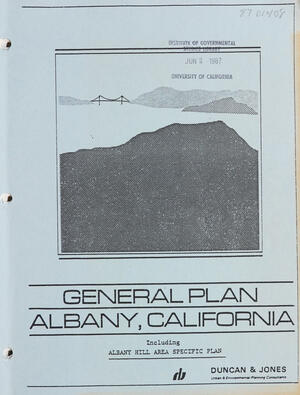 87 01408
INSTITUTE OF GOVERNMENTAL
STUDIES LIBRARY
JUN 2 1987
UNIVERSITY OF CALIFORNIA
GENERAL PLAN
ALBANY, CALIFORNIA
Including
ALBANY HILL AREA SPECIFIC PLAN
DUNCAN & JONES
Urban & Environmental Planning Consultants